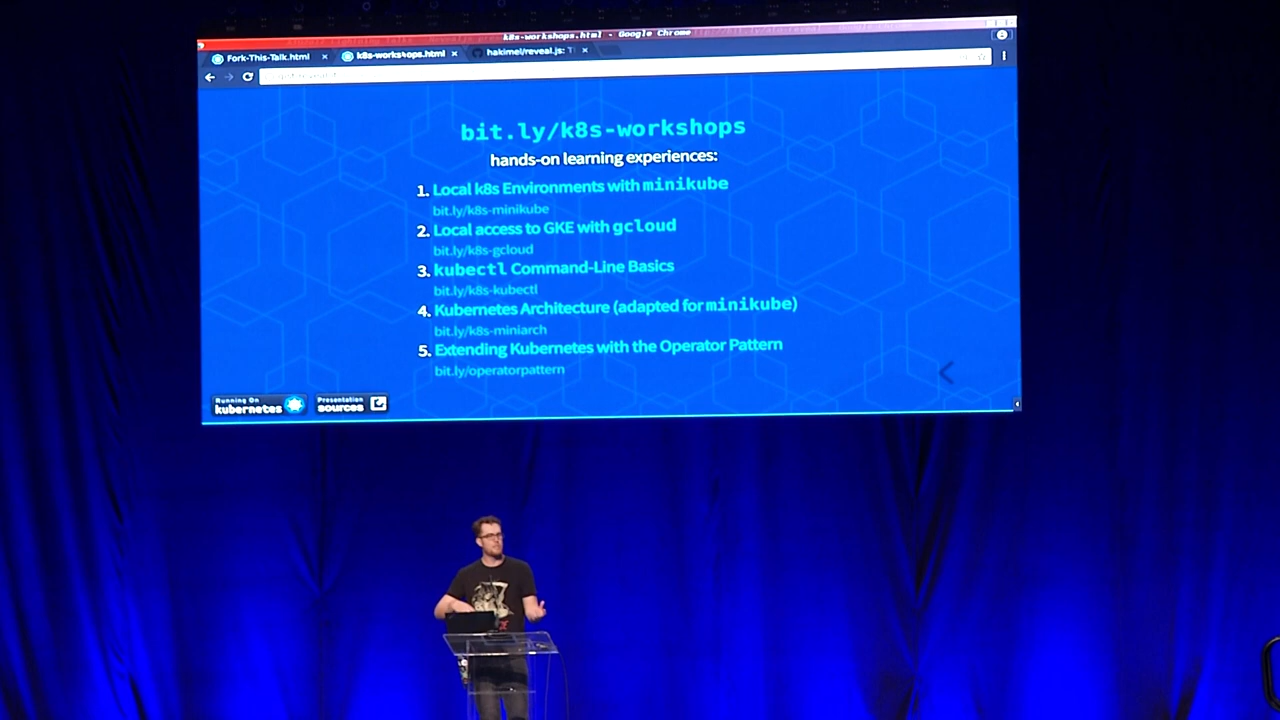 k8s-workshops.html - Google Chrome
Fork-This-Talk.html
k8s-workshops.html
hakimel/reveal.js: T
bit.ly/k8s-workshops
hands-on learning experiences:
1. Local k8s Environments with minikube
bit.ly/k8s-minikube
2. Local access to GKE with gcloud
bit.ly/k8s-gcloud
3. kubectl Command-Line Basics
bit.ly/k8s-kubectl
4. Kubernetes Architecture (adapted for minikube)
bit.ly/k8s-miniarch
5. Extending Kubernetes with the Operator Pattern
bit.ly/operatorpattern
Running On
kubernetes
Presentation
sources